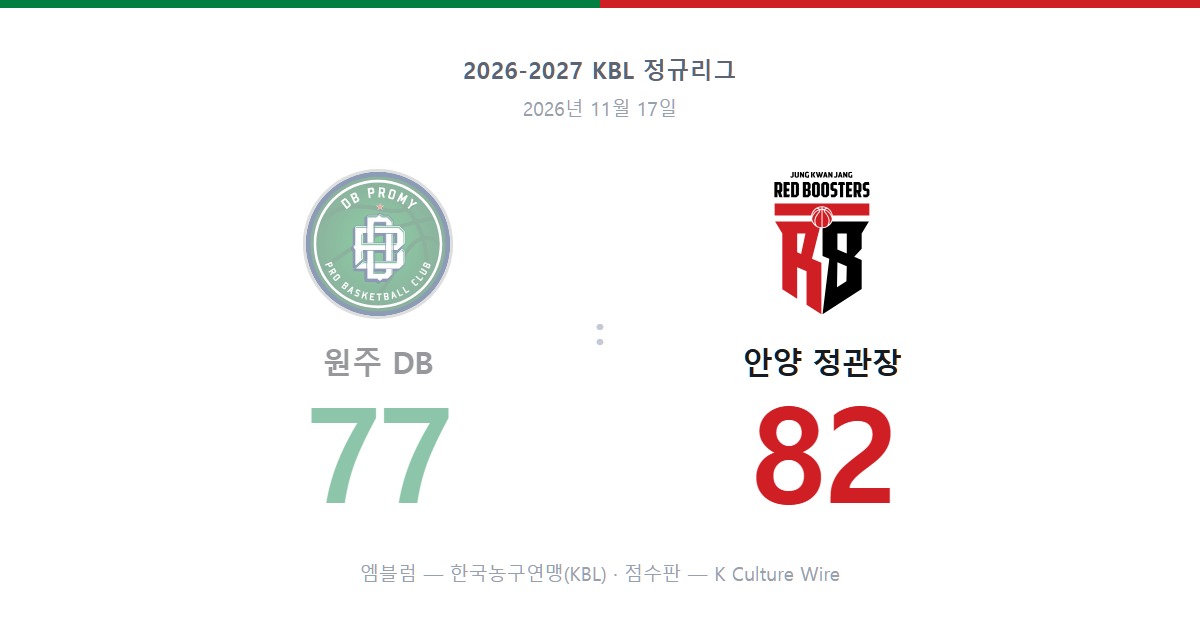 2026-2027 KBL 정규리그
2026년 11월 17일
DB PROMY
DB
PRO BASKETBALL CLUB
JUNG KWAN JANG
RED BOOSTERS
RB
:
원주 DB
안양 정관장
77
82
엠블럼 — 한국농구연맹(KBL) · 점수판 — K Culture Wire